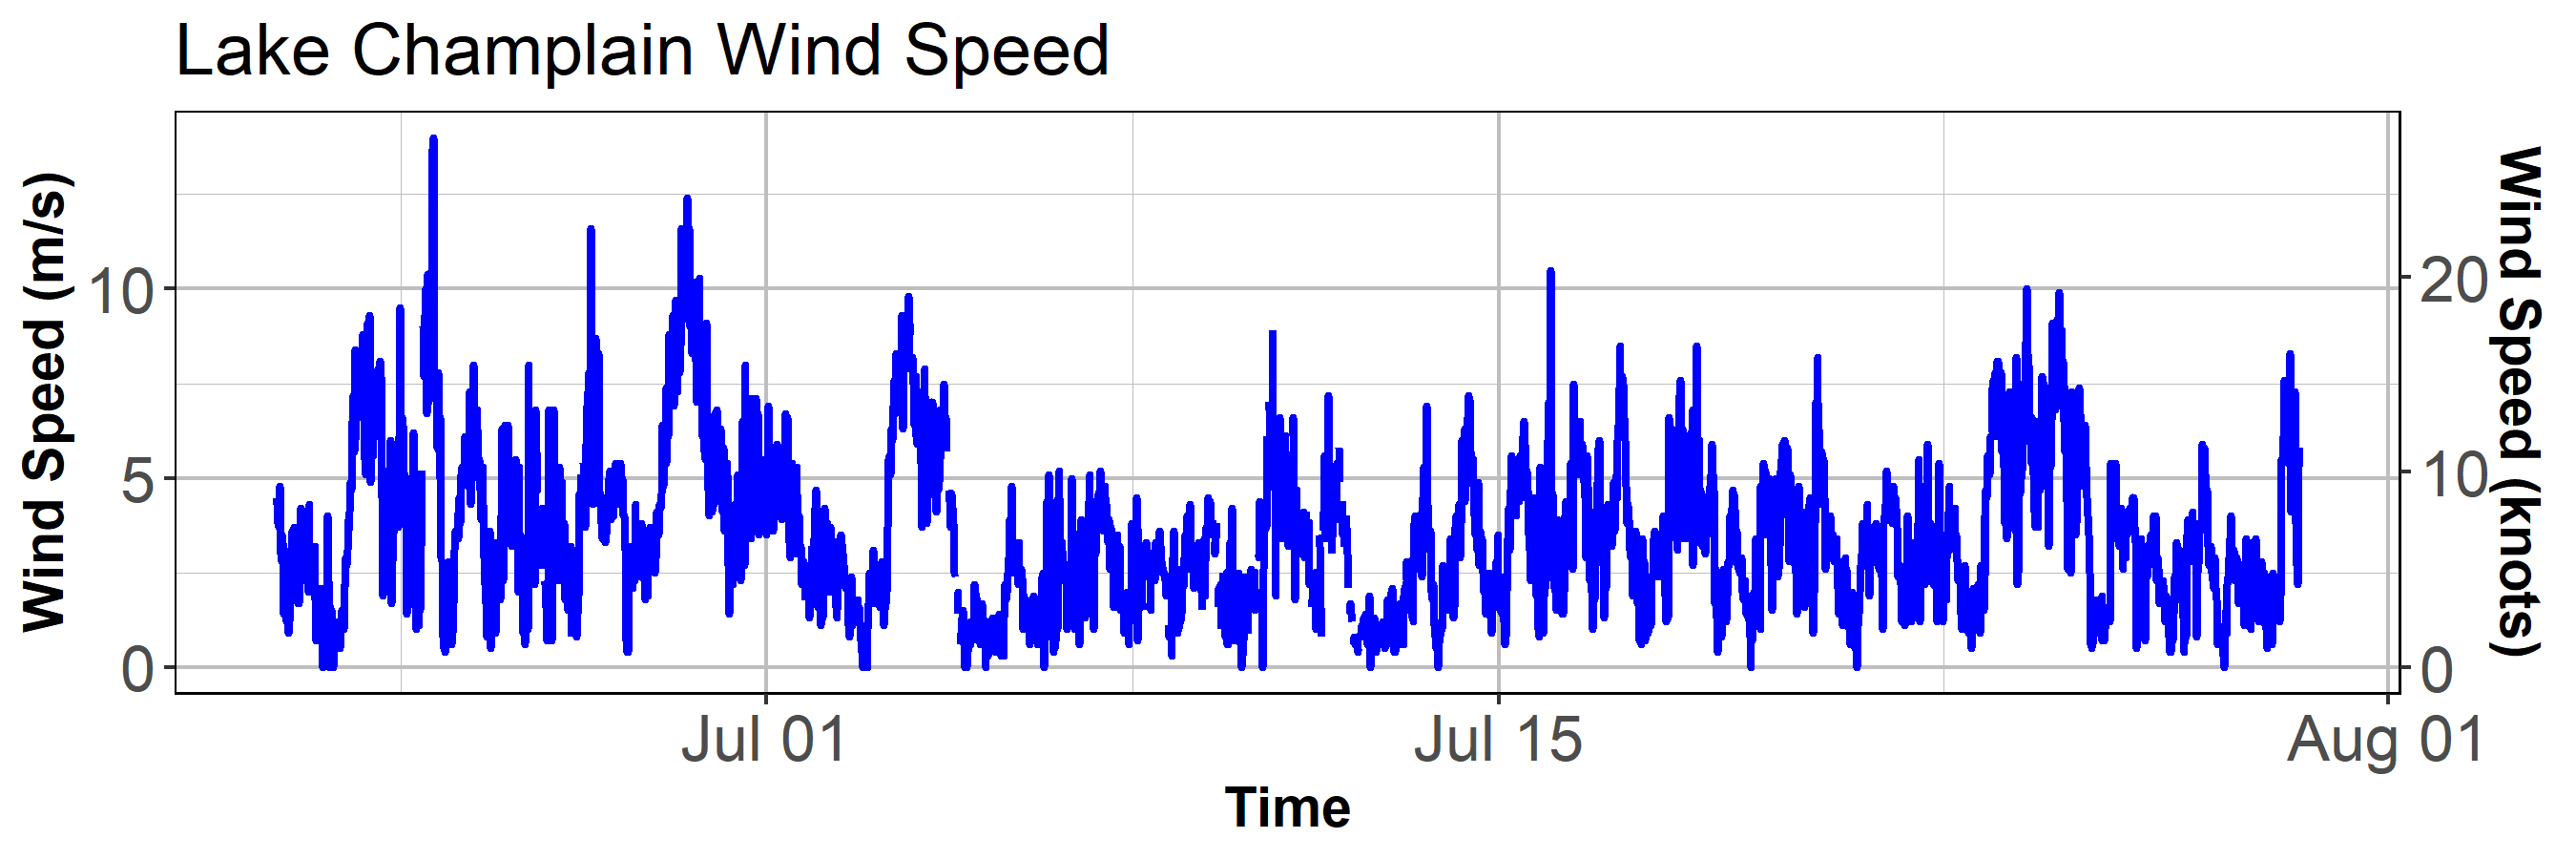 Lake Champlain Wind Speed
Wind Speed (m/s)
10
5
0
20
10
0
Wind Speed (knots)
Jul 01
Jul 15
Aug 01
Time